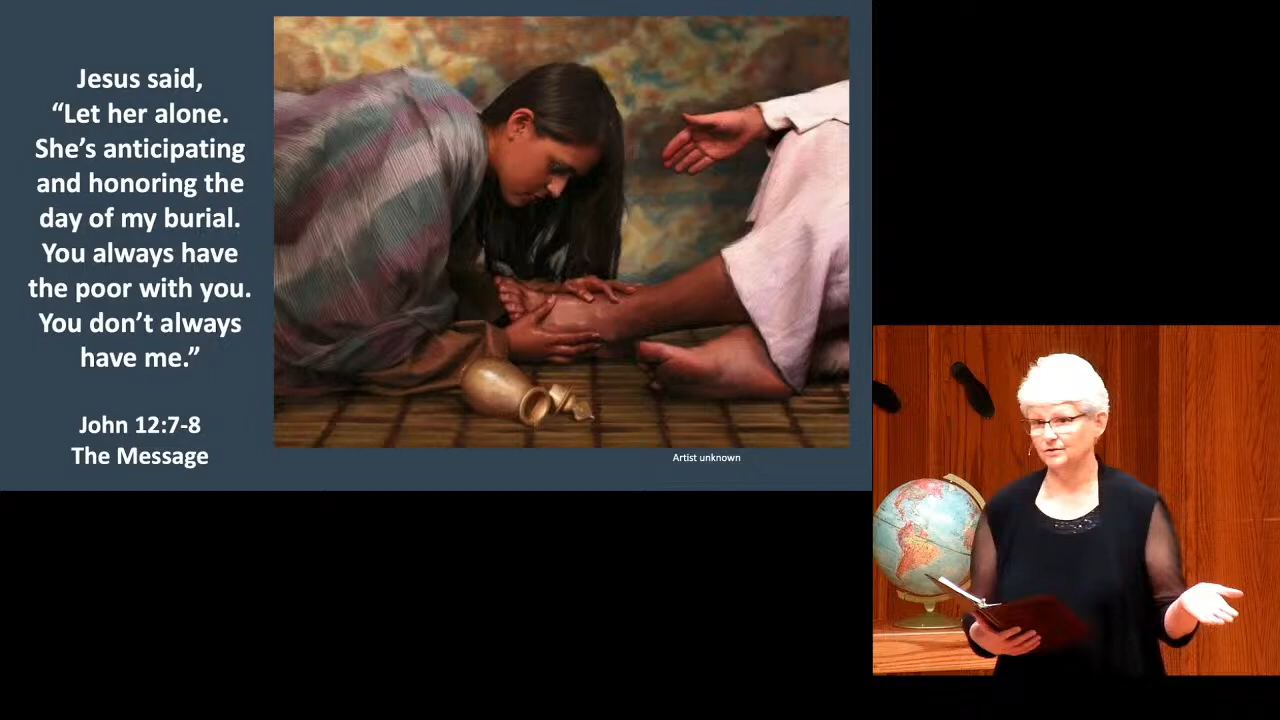 Jesus said,
“Let her alone.
She’s anticipating
and honoring the
day of my burial.
You always have
the poor with you.
You don’t always
have me.”
John 12:7-8
The Message
Artist unknown